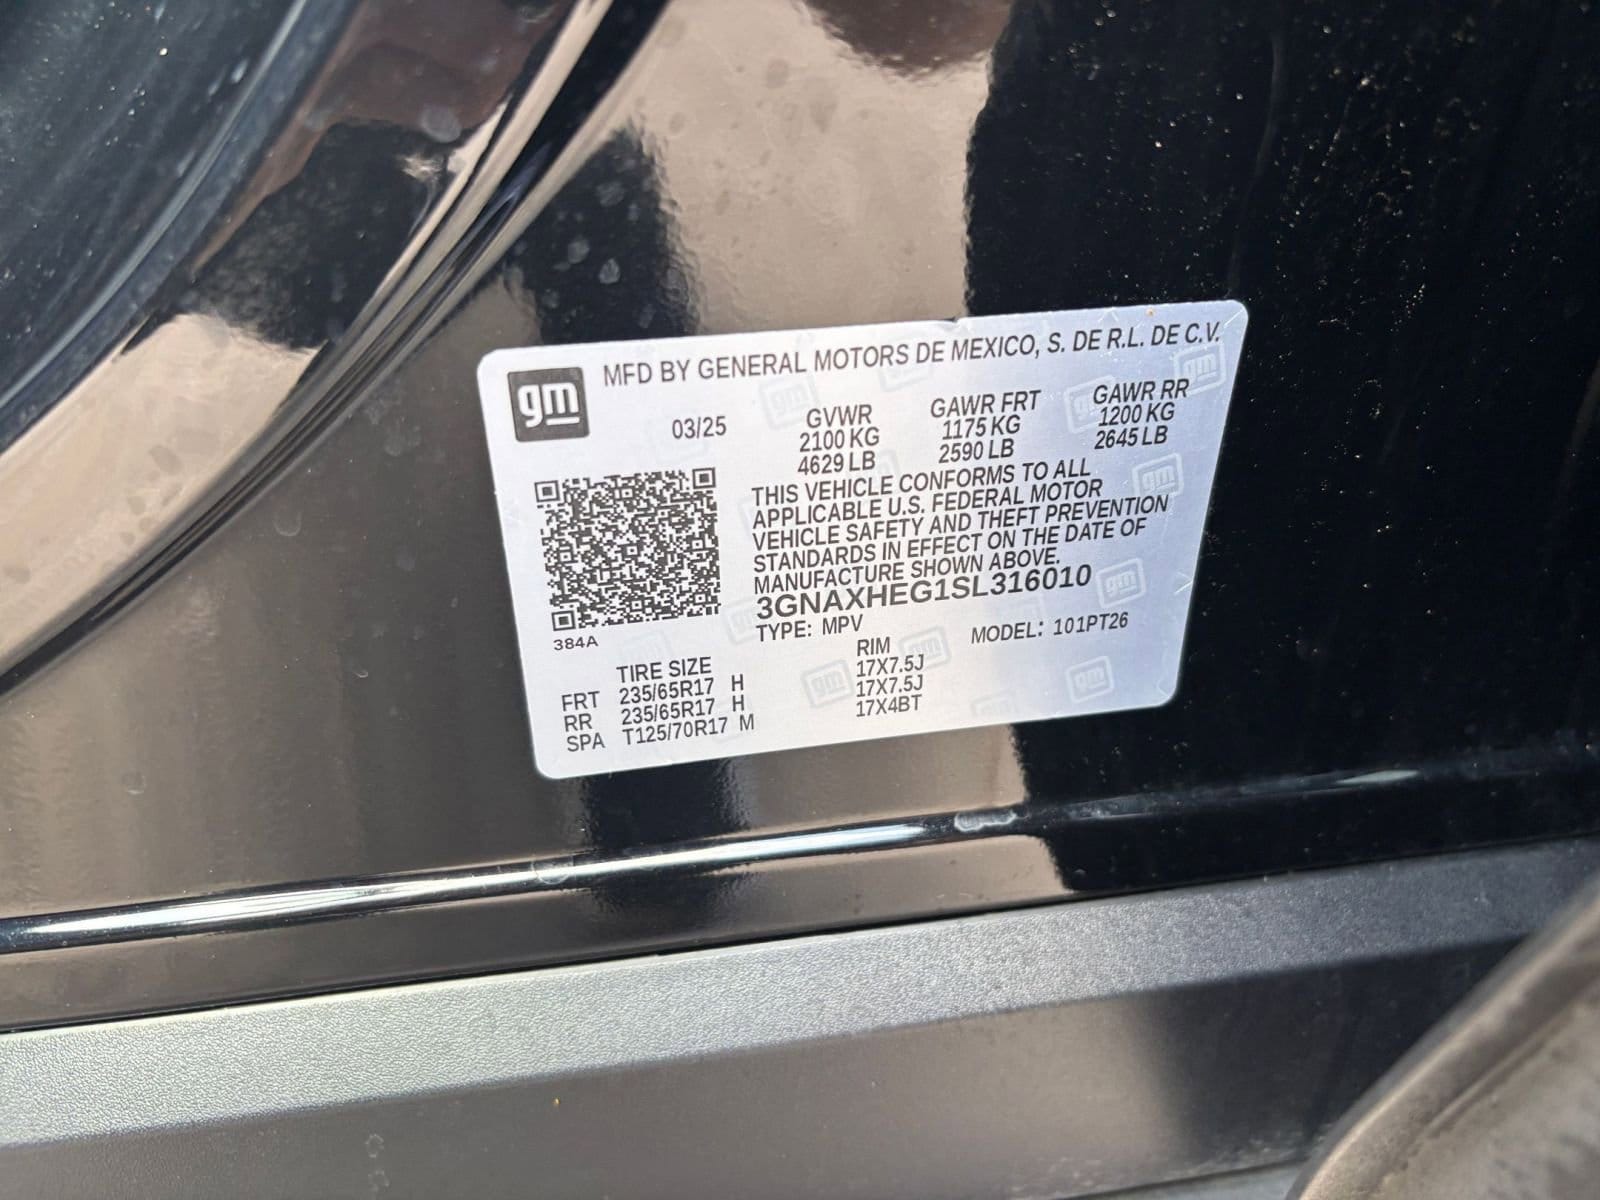 gm
MFD BY GENERAL MOTORS DE MEXICO, S. DE R.L. DE C.V.
03/25
GVWR GAWR FRT GAWR RR
2100 KG 1175 KG 1200 KG
4629 LB 2590 LB 2645 LB
THIS VEHICLE CONFORMS TO ALL
APPLICABLE U.S. FEDERAL MOTOR
VEHICLE SAFETY AND THEFT PREVENTION
STANDARDS IN EFFECT ON THE DATE OF
MANUFACTURE SHOWN ABOVE.
3GNAXHEG1SL316010
TYPE: MPV MODEL: 101PT26
384A
TIRE SIZE RIM
FRT 235/65R17 H 17X7.5J
RR 235/65R17 H 17X7.5J
SPA T125/70R17 M 17X4BT